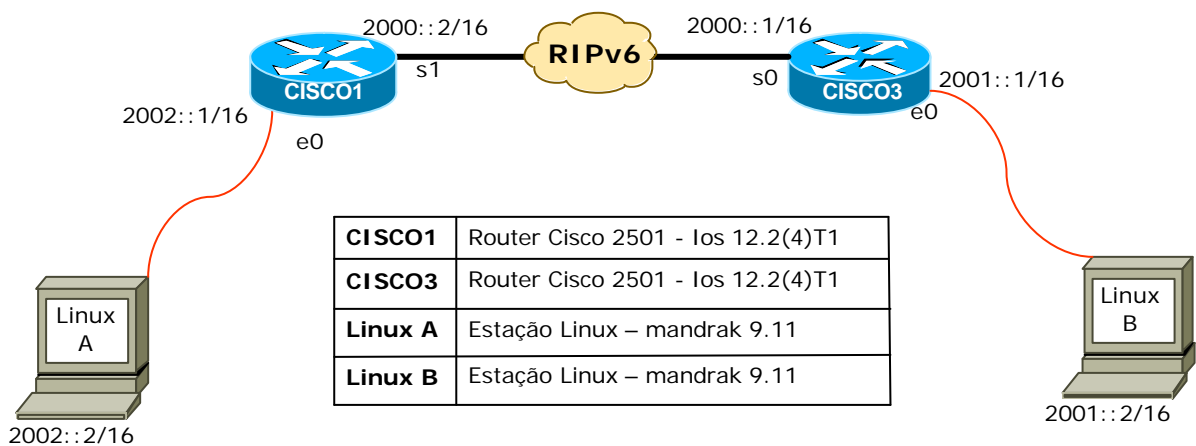 2000::2/16
2000::1/16
RIPv6
s1
s0
CISCO1
CISCO3
2001::1/16
2002::1/16
e0
e0
CISCO1 Router Cisco 2501 - Ios 12.2(4)T1
CISCO3 Router Cisco 2501 - Ios 12.2(4)T1
Linux A Estação Linux – mandrak 9.11
Linux B Estação Linux – mandrak 9.11
Linux
A
Linux
B
2002::2/16
2001::2/16